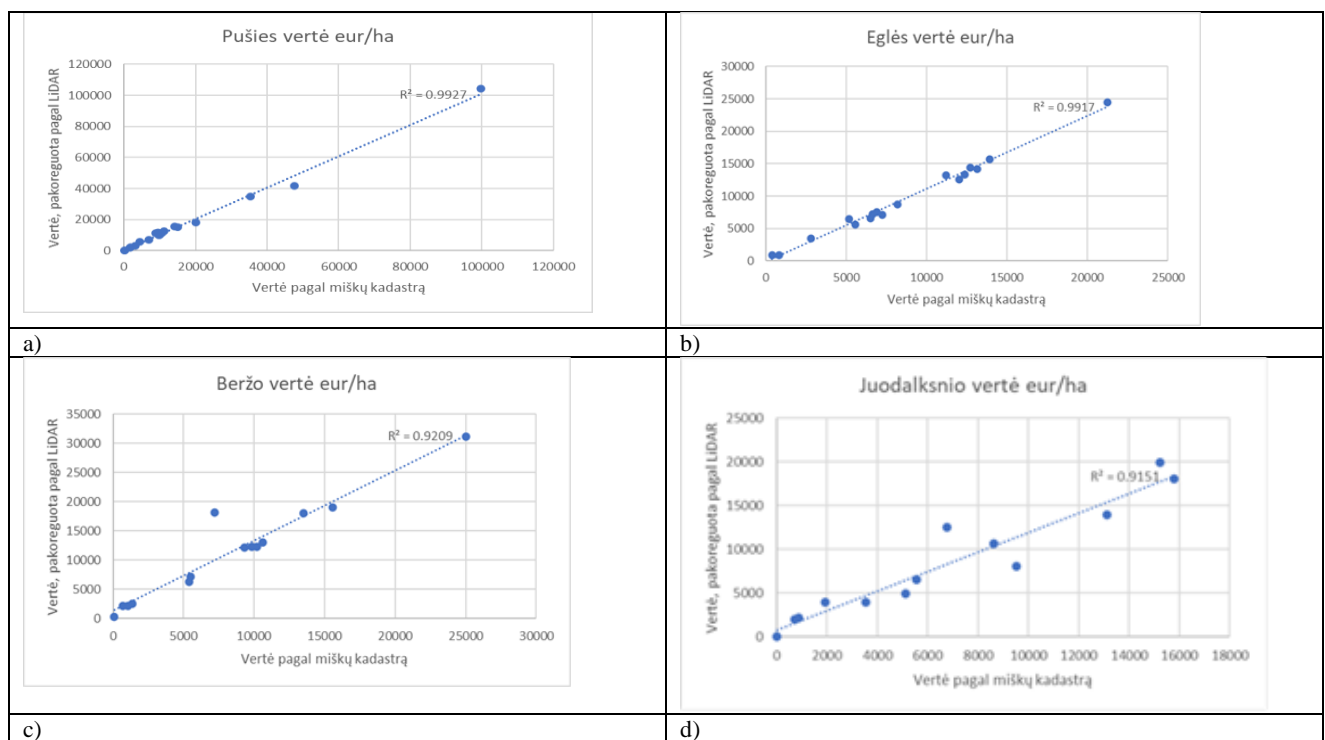 Pušies vertė eur/ha
Vertė, pakoreguota pagal LiDAR
120000
100000
80000
60000
40000
20000
0
R² = 0.9927
0 20000 40000 60000 80000 100000 120000
Vertė pagal miškų kadastrą
a)
Eglės vertė eur/ha
Vertė, pakoreguota pagal LiDAR
30000
25000
20000
15000
10000
5000
0
R² = 0.9917
0 5000 10000 15000 20000 25000
Vertė pagal miškų kadastrą
b)
Beržo vertė eur/ha
Vertė, pakoreguota pagal LiDAR
35000
30000
25000
20000
15000
10000
5000
0
R² = 0.9209
0 5000 10000 15000 20000 25000 30000
Vertė pagal miškų kadastrą
c)
Juodalksnio vertė eur/ha
Vertė, pakoreguota pagal LiDAR
25000
20000
15000
10000
5000
0
R² = 0.9151
0 2000 4000 6000 8000 10000 12000 14000 16000 18000
Vertė pagal miškų kadastrą
d)